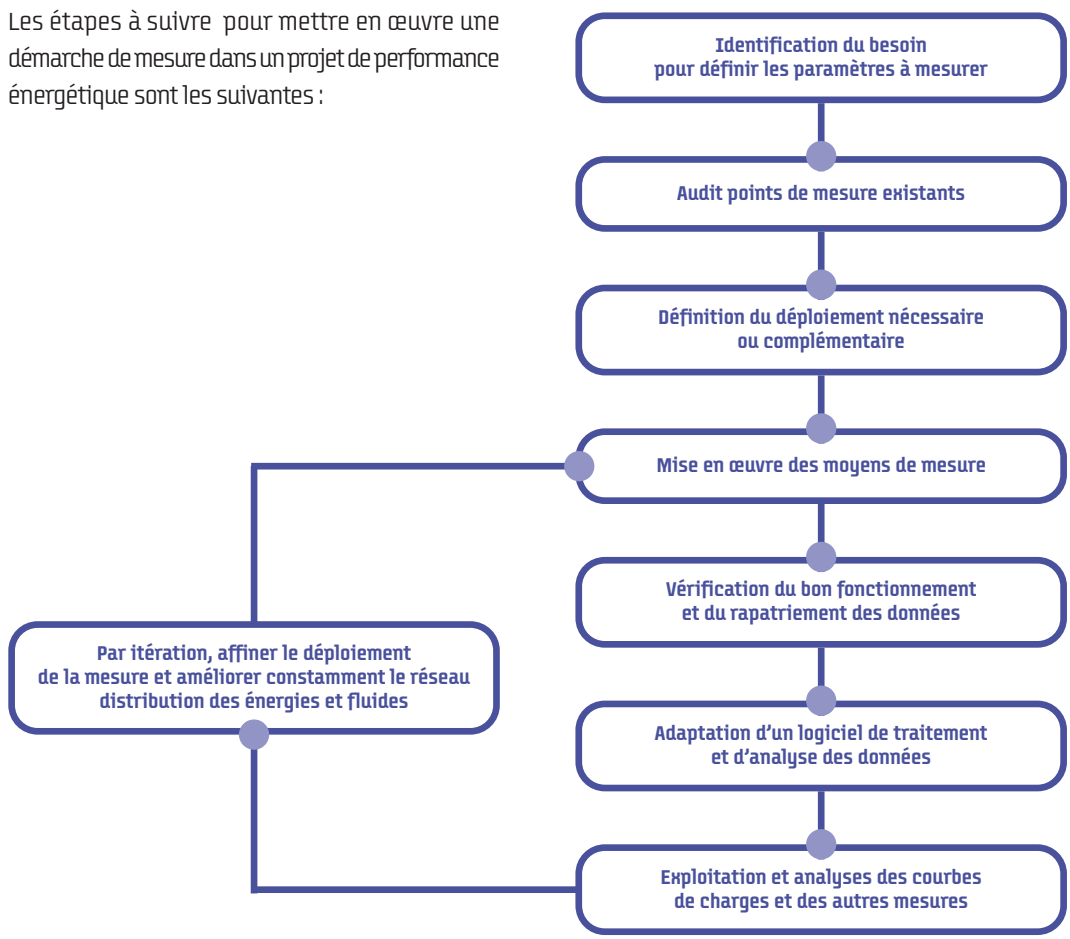 Les étapes à suivre pour mettre en œuvre une
démarche de mesure dans un projet de performance
énergétique sont les suivantes :
Identification du besoin
pour définir les paramètres à mesurer
Audit points de mesure existants
Définition du déploiement nécessaire
ou complémentaire
Mise en œuvre des moyens de mesure
Vérification du bon fonctionnement
et du rapatriement des données
Par itération, affiner le déploiement
de la mesure et améliorer constamment le réseau
distribution des énergies et fluides
Adaptation d’un logiciel de traitement
et d’analyse des données
Exploitation et analyses des courbes
de charges et des autres mesures